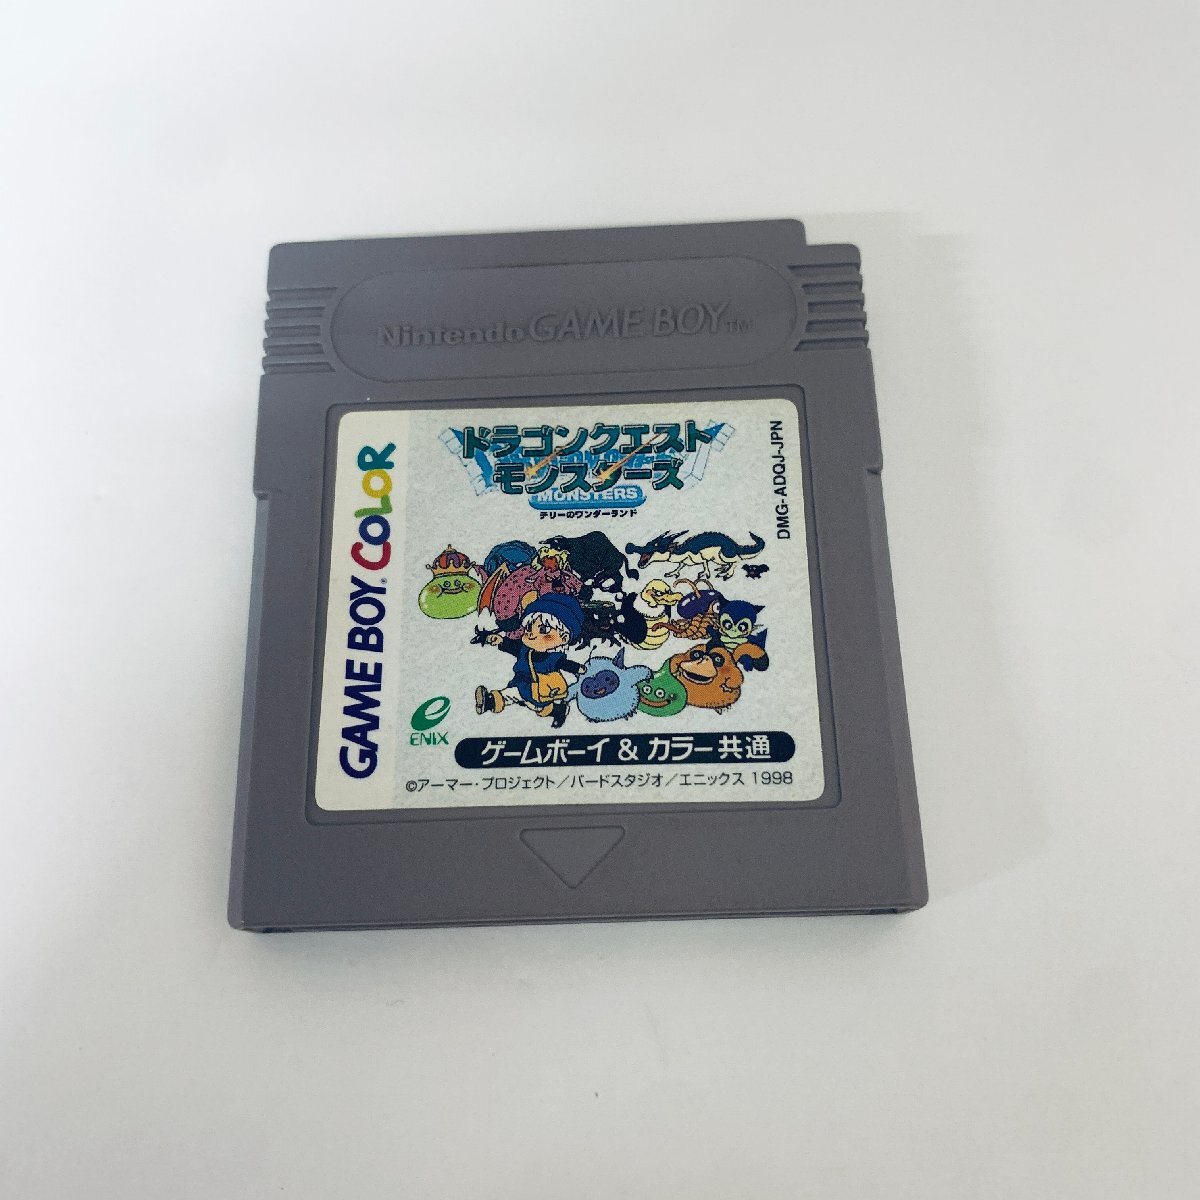 Nintendo GAME BOY TM
GAME BOY COLOR
ドラゴンクエスト
モンスターズ
MONSTERS
テリーのワンダーランド
DMG-ADQJ-JPN
ENIX
ゲームボーイ & カラー共通
©アーマー・プロジェクト/バードスタジオ/エニックス 1998